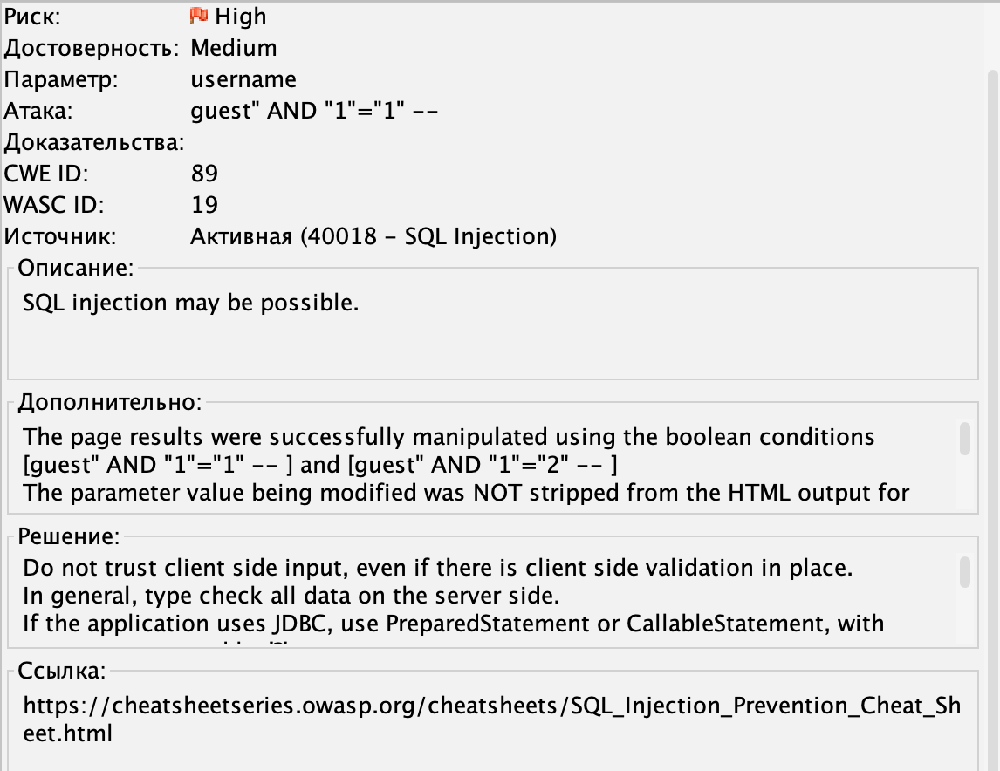 Риск: High
Достоверность: Medium
Параметр: username
Атака: guest" AND "1"="1" --
Доказательства:
CWE ID: 89
WASC ID: 19
Источник: Активная (40018 - SQL Injection)
Описание:
SQL injection may be possible.
Дополнительно:
The page results were successfully manipulated using the boolean conditions
[guest" AND "1"="1" -- ] and [guest" AND "1"="2" -- ]
The parameter value being modified was NOT stripped from the HTML output for
Решение:
Do not trust client side input, even if there is client side validation in place.
In general, type check all data on the server side.
If the application uses JDBC, use PreparedStatement or CallableStatement, with
Ссылка:
https://cheatsheetseries.owasp.org/cheatsheets/SQL_Injection_Prevention_Cheat_Sh
eet.html